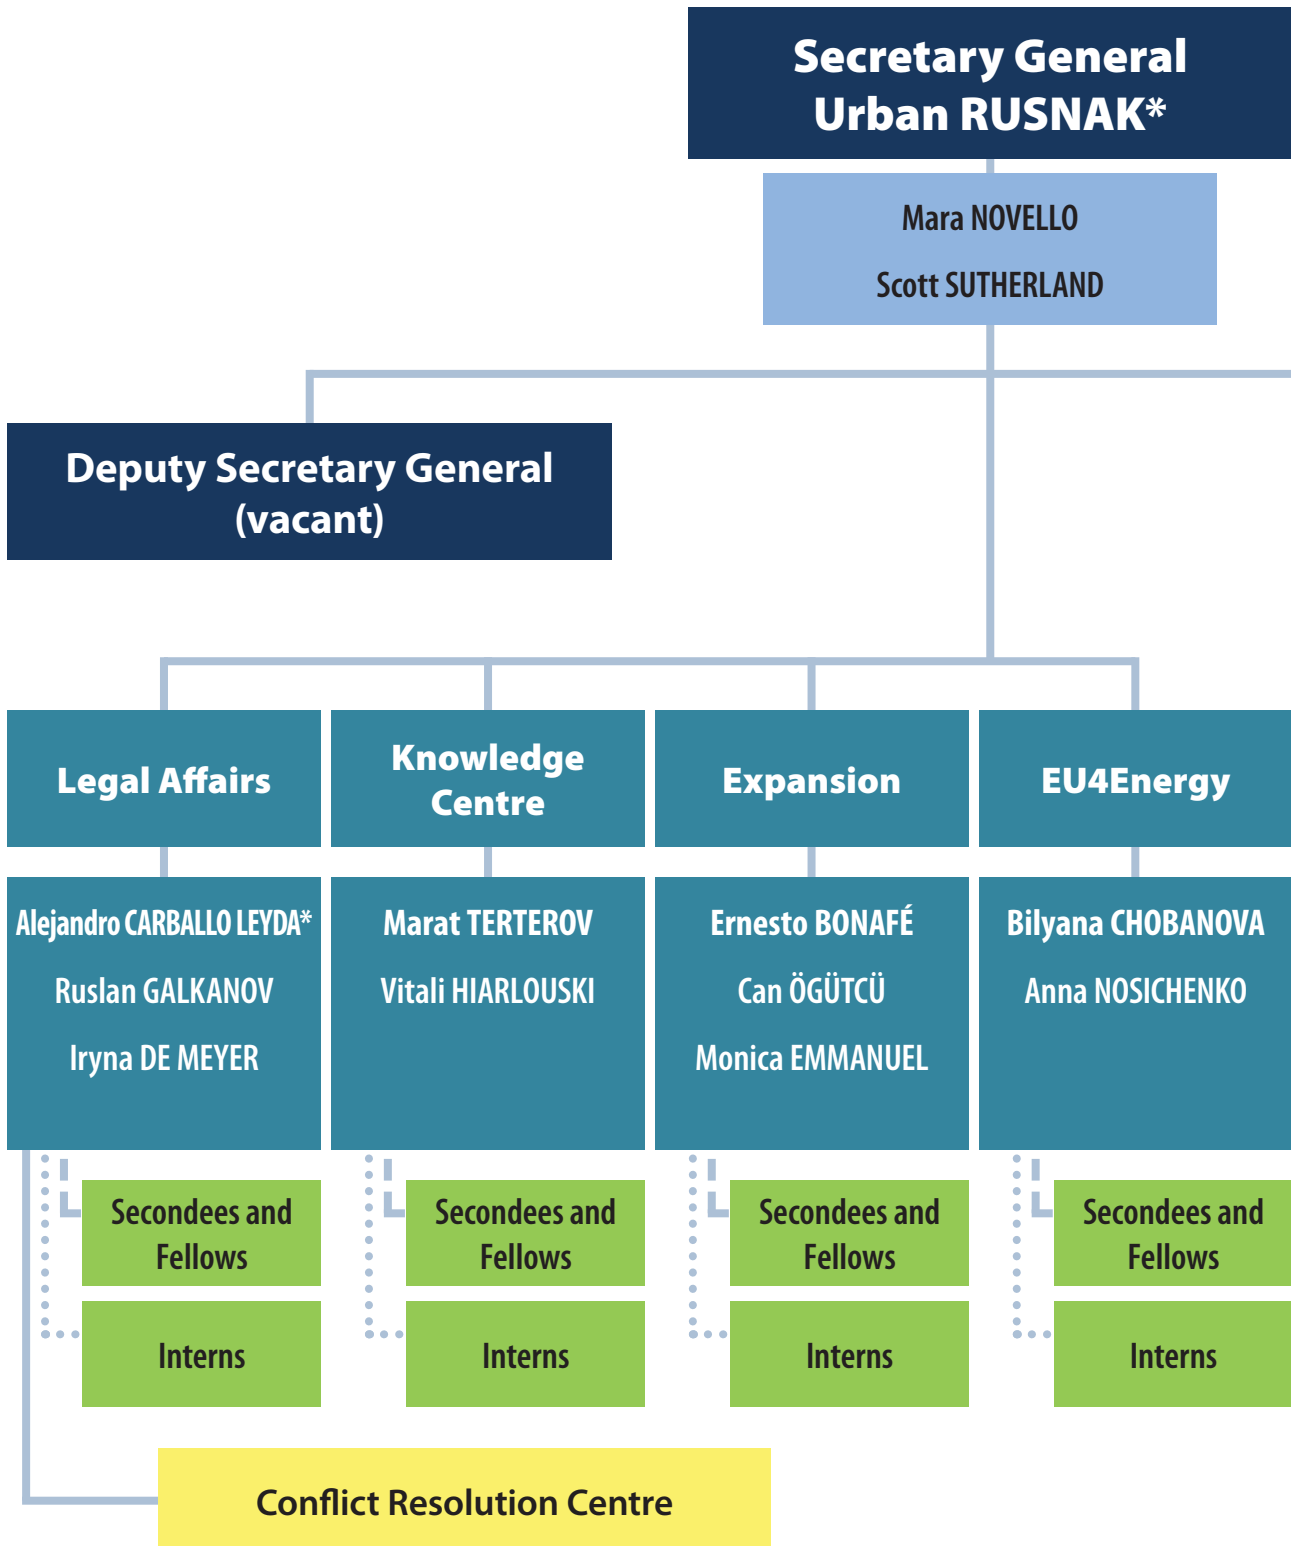 Secretary General
Urban RUSNAK*
Mara NOVELLO
Scott SUTHERLAND
Deputy Secretary General
(vacant)
Legal Affairs
Alejandro CARBALLO LEYDA*
Ruslan GALKANOV
Iryna DE MEYER
Secondees and
Fellows
Interns
Conflict Resolution Centre
Knowledge
Centre
Marat TERTEROV
Vitali HIARLOUSKI
Secondees and
Fellows
Interns
Expansion
Ernesto BONAFÉ
Can ÖGÜTCÜ
Monica EMMANUEL
Secondees and
Fellows
Interns
EU4Energy
Bilyana CHOBANOVA
Anna NOSICHENKO
Secondees and
Fellows
Interns